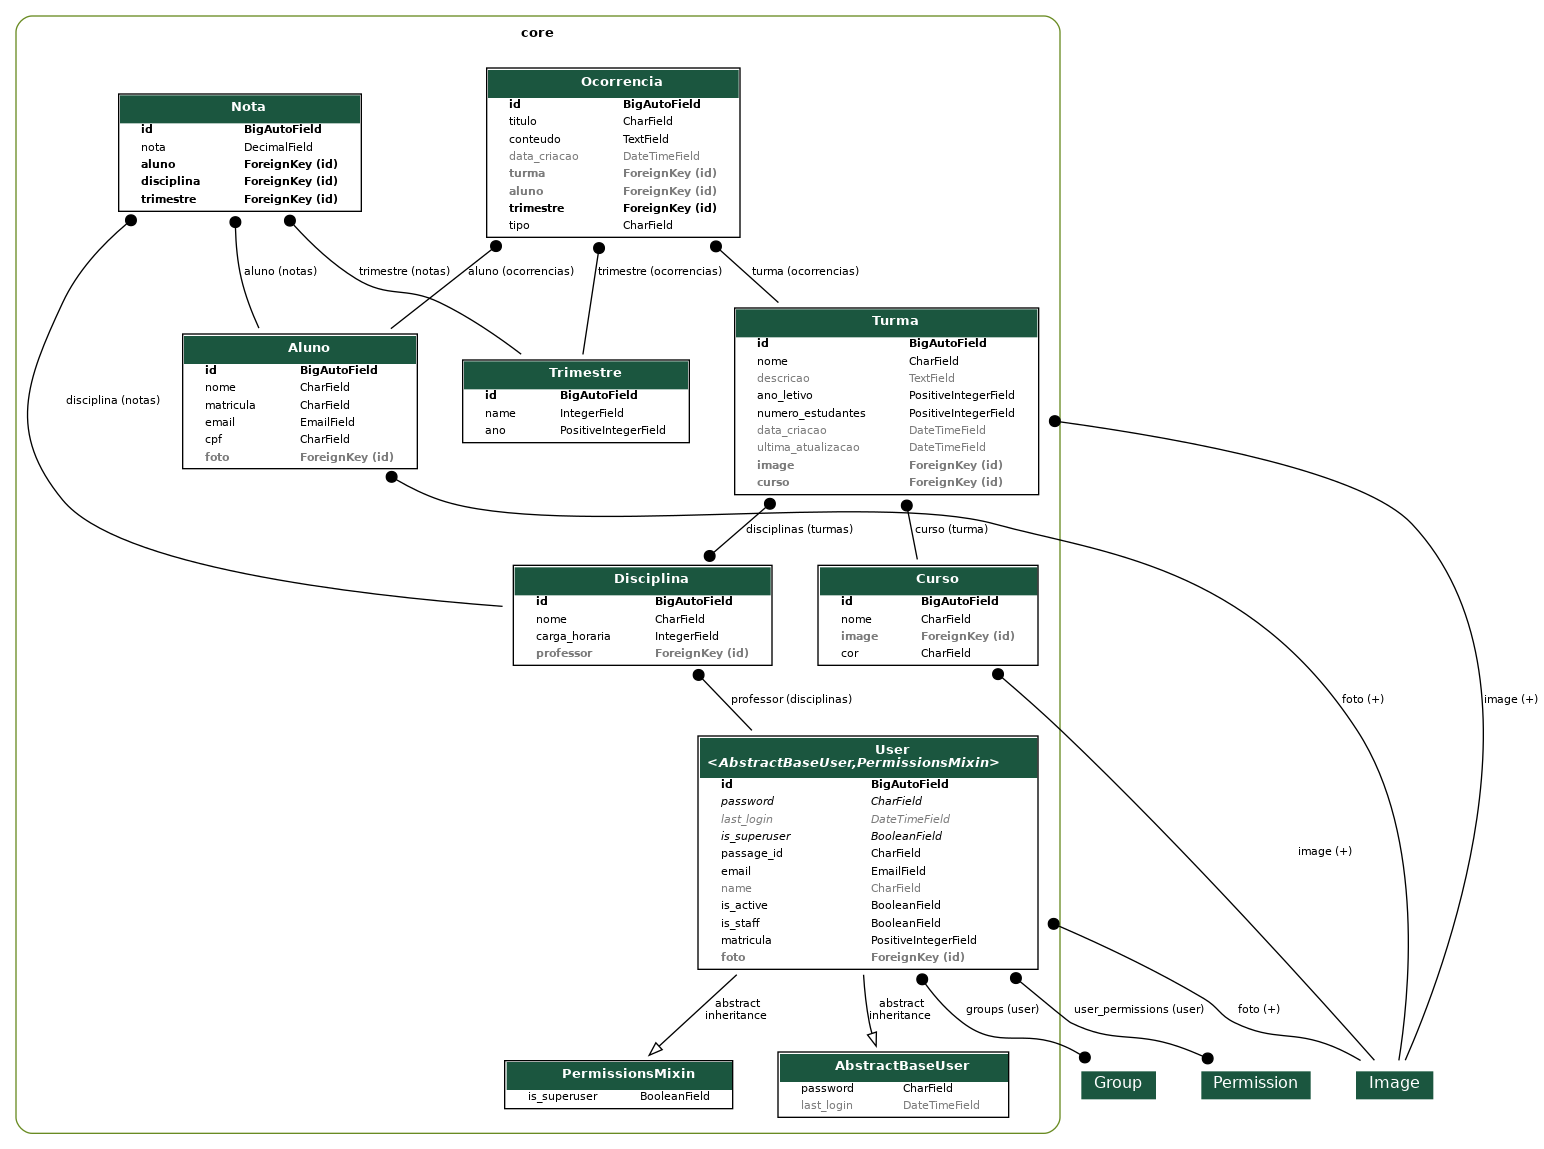 core
Nota
id BigAutoField
nota DecimalField
aluno ForeignKey (id)
disciplina ForeignKey (id)
trimestre ForeignKey (id)
Ocorrencia
id BigAutoField
titulo CharField
conteudo TextField
data_criacao DateTimeField
turma ForeignKey (id)
aluno ForeignKey (id)
trimestre ForeignKey (id)
tipo CharField
aluno (notas)
trimestre (notas)
aluno (ocorrencias)
trimestre (ocorrencias)
turma (ocorrencias)
disciplina (notas)
Aluno
id BigAutoField
nome CharField
matricula CharField
email EmailField
cpf CharField
foto ForeignKey (id)
Trimestre
id BigAutoField
name IntegerField
ano PositiveIntegerField
Turma
id BigAutoField
nome CharField
descricao TextField
ano_letivo PositiveIntegerField
numero_estudantes PositiveIntegerField
data_criacao DateTimeField
ultima_atualizacao DateTimeField
image ForeignKey (id)
curso ForeignKey (id)
disciplinas (turmas)
curso (turma)
Disciplina
id BigAutoField
nome CharField
carga_horaria IntegerField
professor ForeignKey (id)
Curso
id BigAutoField
nome CharField
image ForeignKey (id)
cor CharField
professor (disciplinas)
foto (+)
image (+)
User
<AbstractBaseUser,PermissionsMixin>
id BigAutoField
password CharField
last_login DateTimeField
is_superuser BooleanField
passage_id CharField
email EmailField
name CharField
is_active BooleanField
is_staff BooleanField
matricula PositiveIntegerField
foto ForeignKey (id)
image (+)
abstract
inheritance
abstract
inheritance
groups (user)
user_permissions (user)
foto (+)
PermissionsMixin
is_superuser BooleanField
AbstractBaseUser
password CharField
last_login DateTimeField
Group
Permission
Image